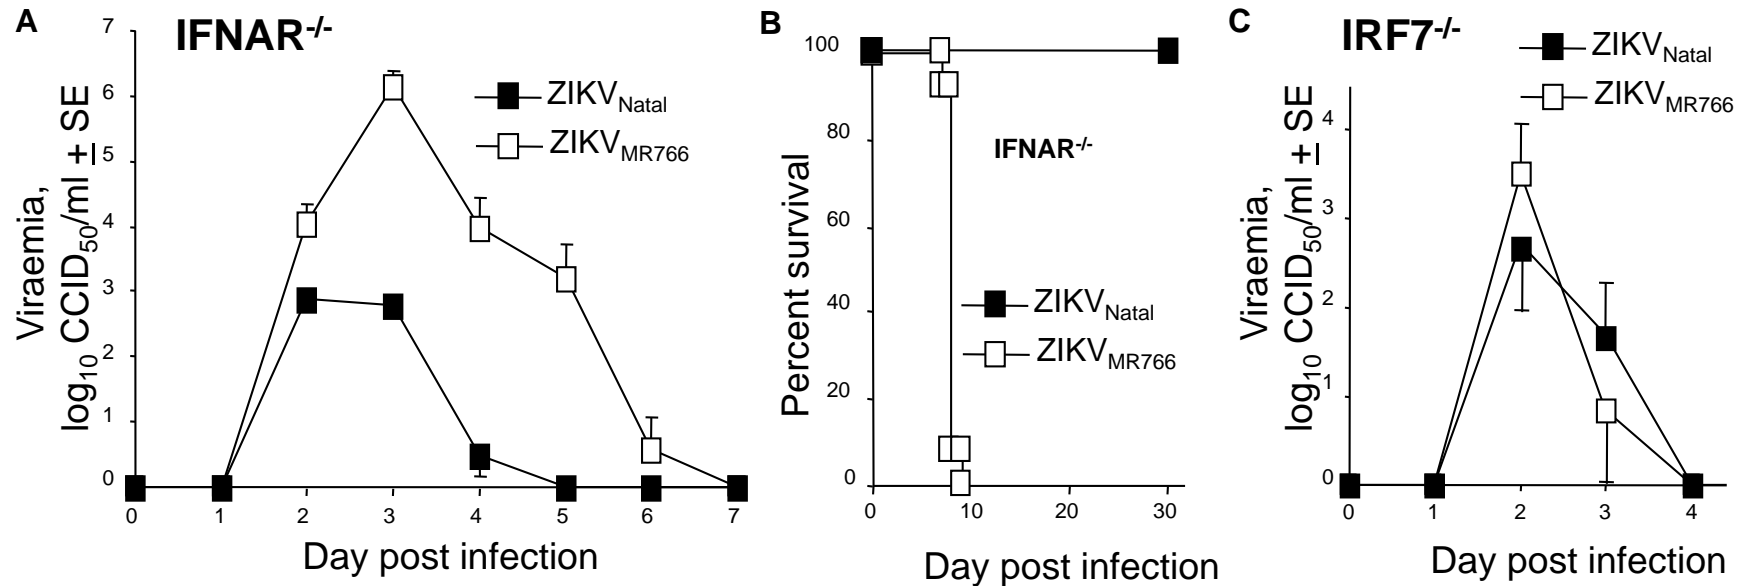 A
IFNAR-/-
7
6
5
4
3
2
1
0
Viraemia,
log10 CCID50/ml ± SE
ZIKVNatal
ZIKVMR766
0 1 2 3 4 5 6 7
Day post infection
B
100
80
60
40
20
0
Percent survival
IFNAR-/-
ZIKVNatal
ZIKVMR766
0 10 20 30
Day post infection
C
IRF7-/-
ZIKVNatal
ZIKVMR766
4
3
2
1
0
Viraemia,
log10 CCID50/ml ± SE
0 1 2 3 4
Day post infection